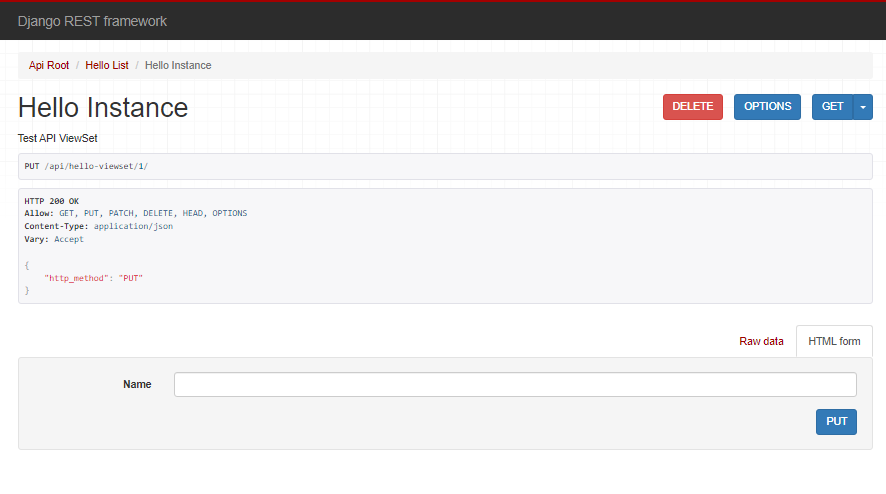 Django REST framework
Api Root / Hello List / Hello Instance
Hello Instance
DELETE OPTIONS GET
Test API ViewSet
PUT /api/hello-viewset/1/
HTTP 200 OK
Allow: GET, PUT, PATCH, DELETE, HEAD, OPTIONS
Content-Type: application/json
Vary: Accept
{
"http_method": "PUT"
}
Raw data HTML form
Name
PUT